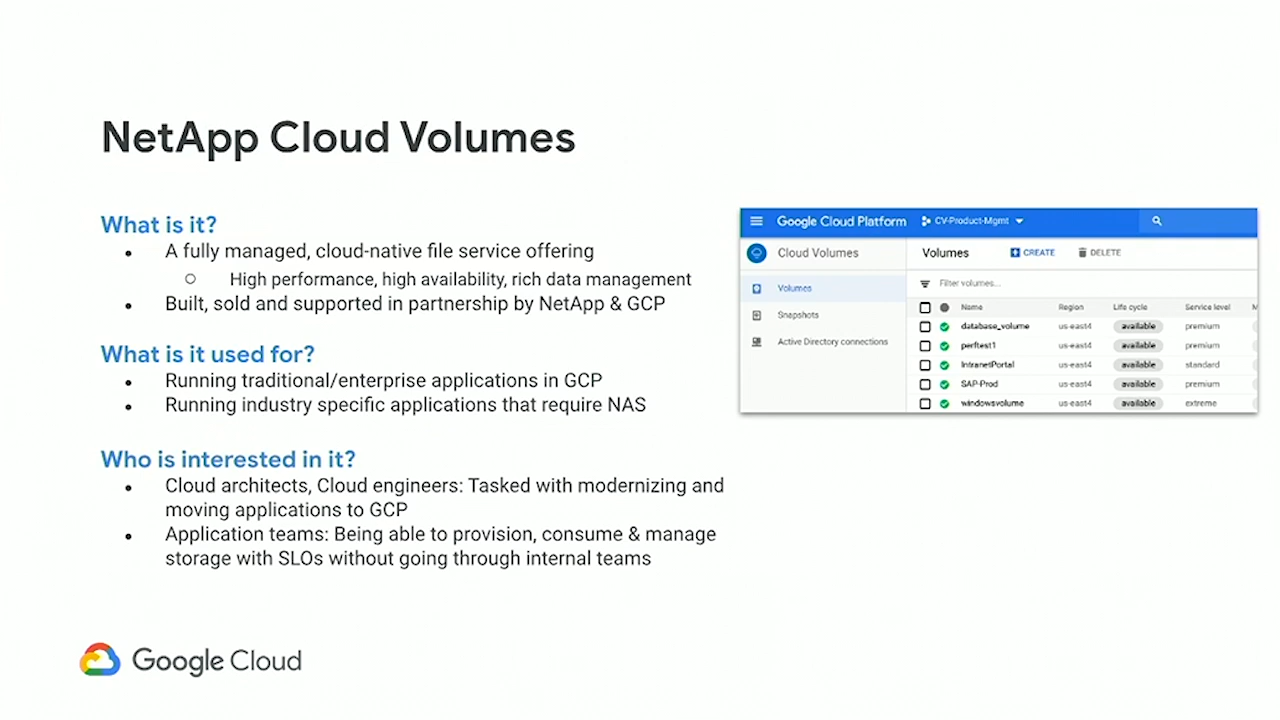 NetApp Cloud Volumes
What is it?
• A fully managed, cloud-native file service offering
○ High performance, high availability, rich data management
• Built, sold and supported in partnership by NetApp & GCP
What is it used for?
• Running traditional/enterprise applications in GCP
• Running industry specific applications that require NAS
Who is interested in it?
• Cloud architects, Cloud engineers: Tasked with modernizing and
moving applications to GCP
• Application teams: Being able to provision, consume & manage
storage with SLOs without going through internal teams
Google Cloud Platform CV-Product-Mgmt
Cloud Volumes
Volumes
Snapshots
Active Directory connections
Volumes CREATE DELETE
Filter volumes...
Name Region Life cycle Service level M
database_volume us-east4 available premium
perftest1 us-east4 available premium
IntranetPortal us-east4 available standard
SAP-Prod us-east4 available premium
windowsvolume us-east4 available extreme
Google Cloud